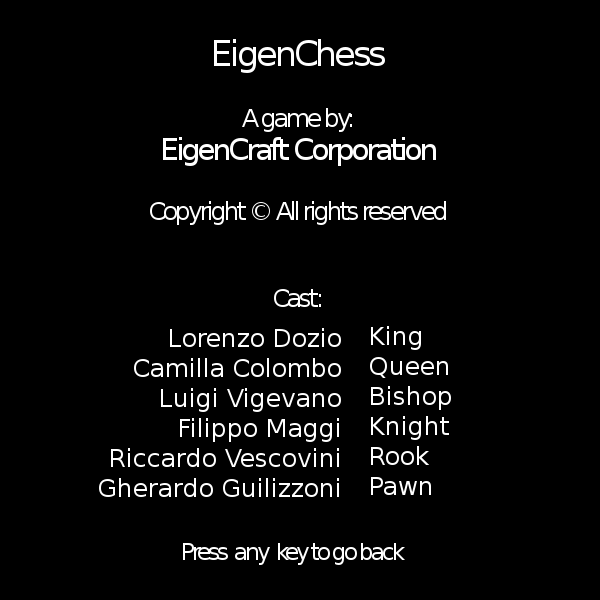 EigenChess
A game by:
EigenCraft Corporation
Copyright © All rights reserved
Cast:
Lorenzo Dozio King
Camilla Colombo Queen
Luigi Vigevano Bishop
Filippo Maggi Knight
Riccardo Vescovini Rook
Gherardo Guilizzoni Pawn
Press any key to go back